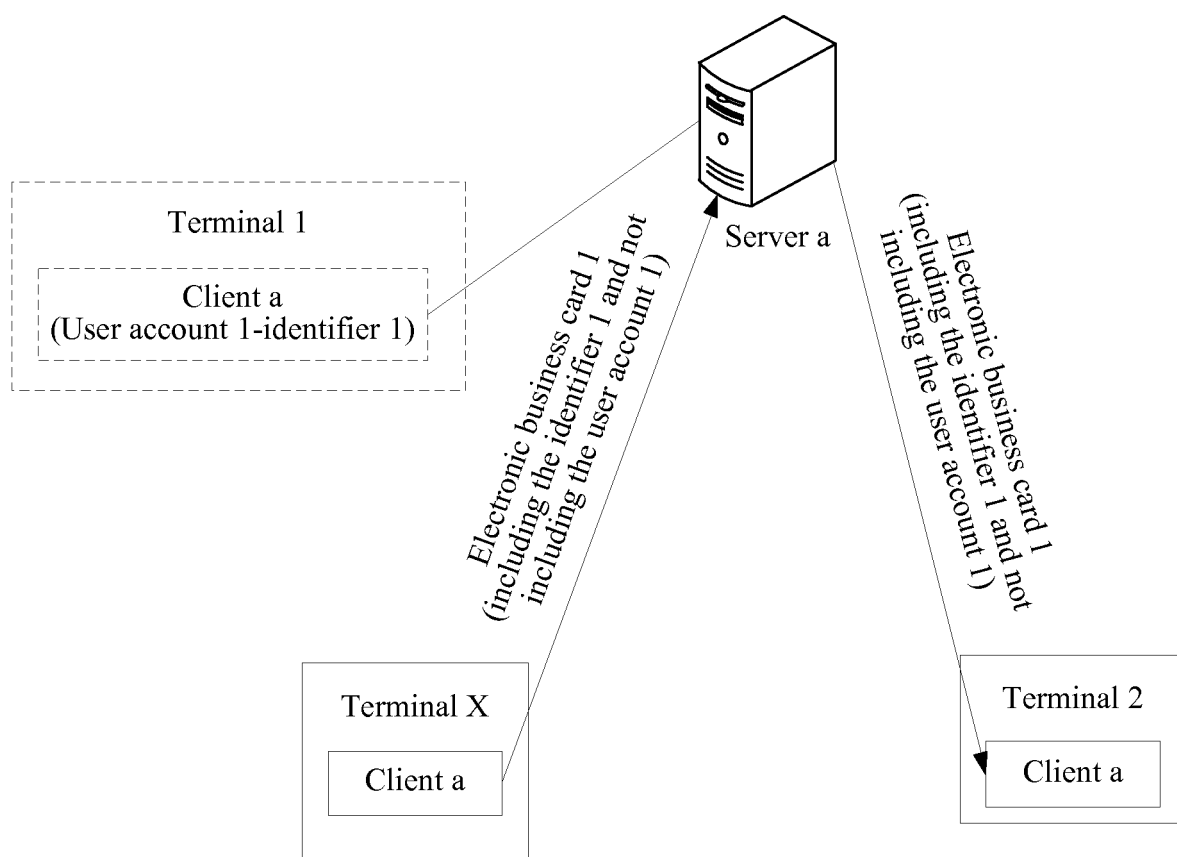 Terminal 1
Client a
(User account 1-identifier 1)
Server a
Electronic business card 1
(including the identifier 1 and not
including the user account 1)
Electronic business card 1
(including the identifier 1 and not
including the user account 1)
Terminal X
Client a
Terminal 2
Client a